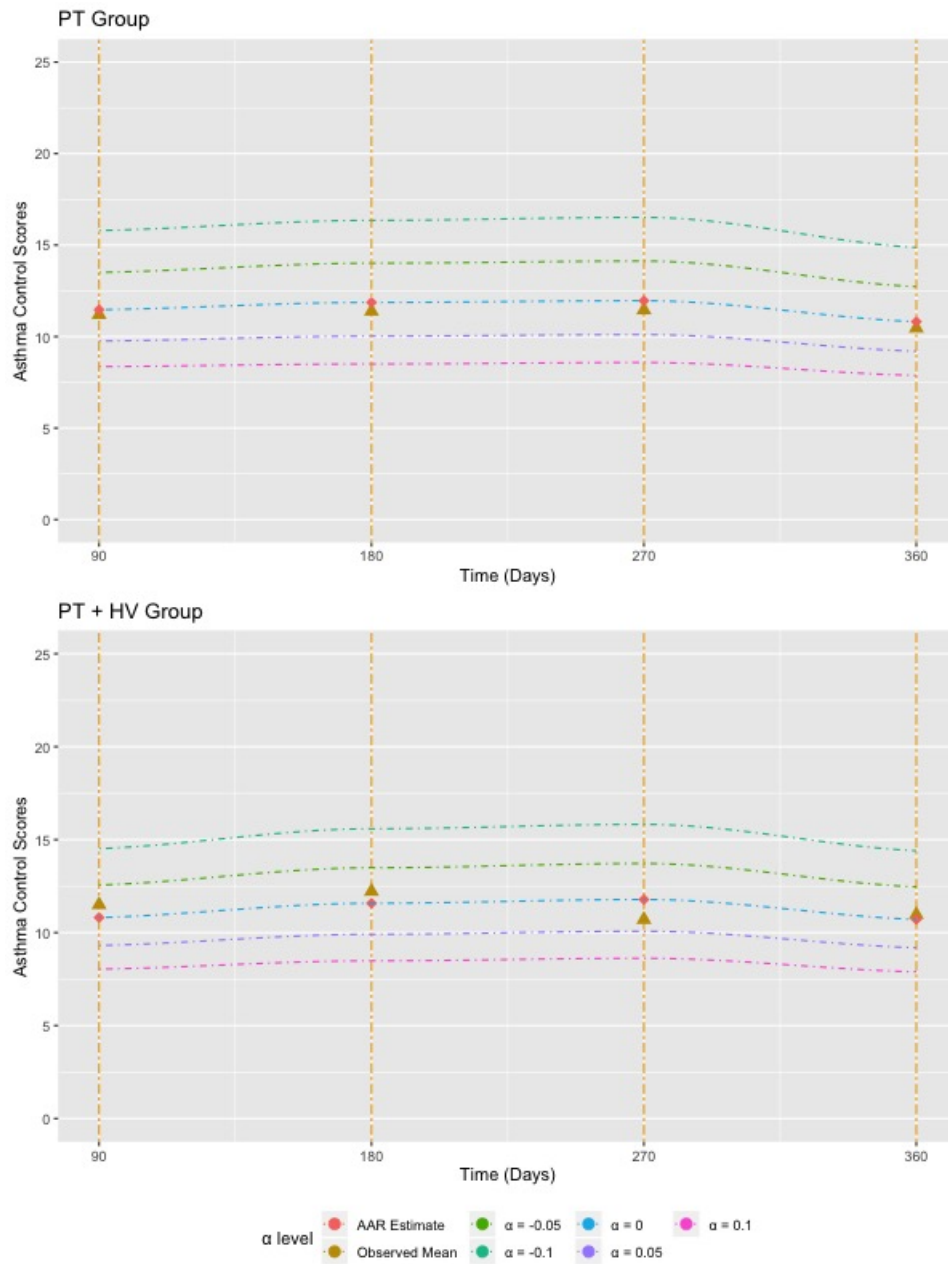 PT Group
25
20
15
10
5
0
Asthma Control Scores
90 180 270 360
Time (Days)
PT + HV Group
25
20
15
10
5
0
Asthma Control Scores
90 180 270 360
Time (Days)
α level
AAR Estimate α = -0.05 α = 0 α = 0.1
Observed Mean α = -0.1 α = 0.05